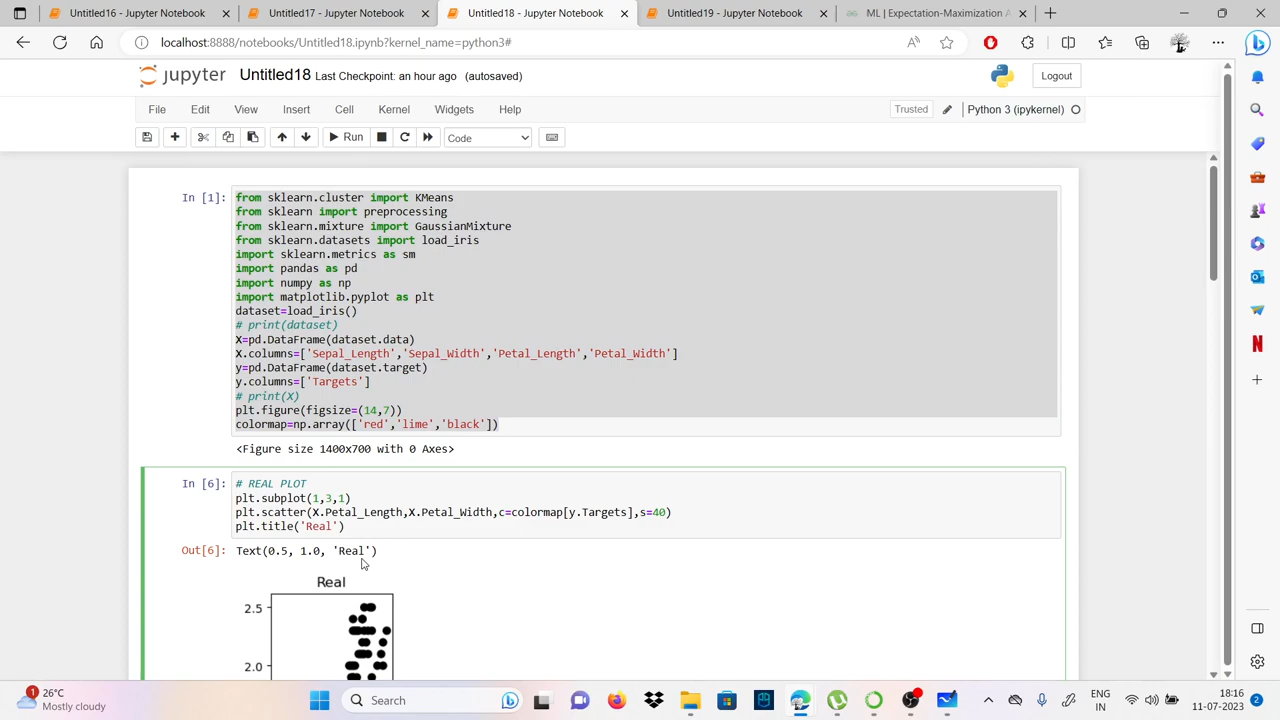 Untitled16 - Jupyter Notebook
Untitled17 - Jupyter Notebook
Untitled18 - Jupyter Notebook
Untitled19 - Jupyter Notebook
ML | Expectation-Maximization A
localhost:8888/notebooks/Untitled18.ipynb?kernel_name=python3#
jupyter Untitled18 Last Checkpoint: an hour ago (autosaved)
Logout
File Edit View Insert Cell Kernel Widgets Help
Trusted
Python 3 (ipykernel)
Run
Code
In [1]:
from sklearn.cluster import KMeans
from sklearn import preprocessing
from sklearn.mixture import GaussianMixture
from sklearn.datasets import load_iris
import sklearn.metrics as sm
import pandas as pd
import numpy as np
import matplotlib.pyplot as plt
dataset=load_iris()
# print(dataset)
X=pd.DataFrame(dataset.data)
X.columns=['Sepal_Length','Sepal_Width','Petal_Length','Petal_Width']
y=pd.DataFrame(dataset.target)
y.columns=['Targets']
# print(X)
plt.figure(figsize=(14,7))
colormap=np.array(['red','lime','black'])
<Figure size 1400x700 with 0 Axes>
In [6]:
# REAL PLOT
plt.subplot(1,3,1)
plt.scatter(X.Petal_Length,X.Petal_Width,c=colormap[y.Targets],s=40)
plt.title('Real')
Out[6]:
Text(0.5, 1.0, 'Real')
Real
2.5
2.0
1
26°C
Mostly cloudy
Search
ENG
IN
18:16
11-07-2023
2